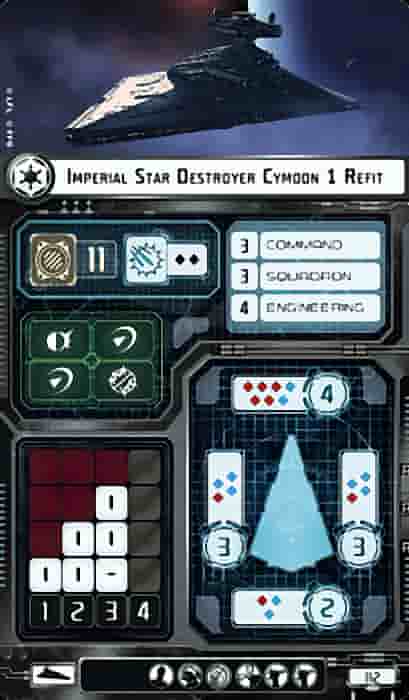 IMPERIAL STAR DESTROYER CYMOON 1 REFIT
11
3 COMMAND
3 SQUADRON
4 ENGINEERING
4
3 3
2
I
I I
I I -
1 2 3 4
112